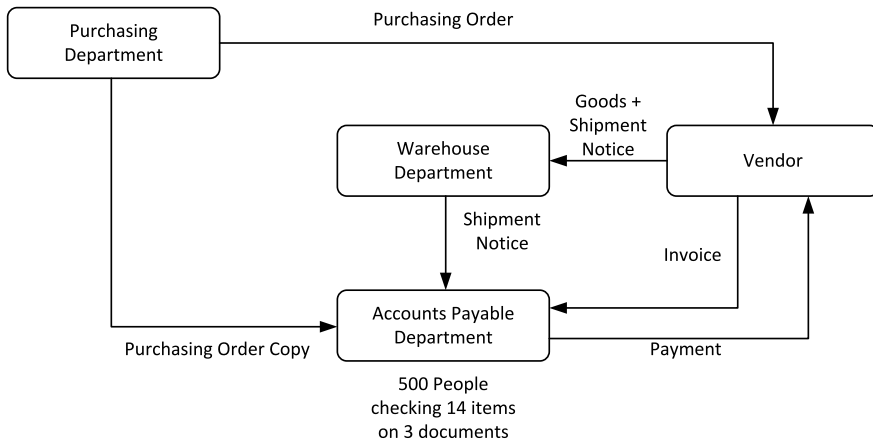 Purchasing Order
Purchasing
Department
Goods +
Shipment
Notice
Warehouse
Department
Vendor
Shipment
Notice
Invoice
Accounts Payable
Department
Purchasing Order Copy
Payment
500 People
checking 14 items
on 3 documents